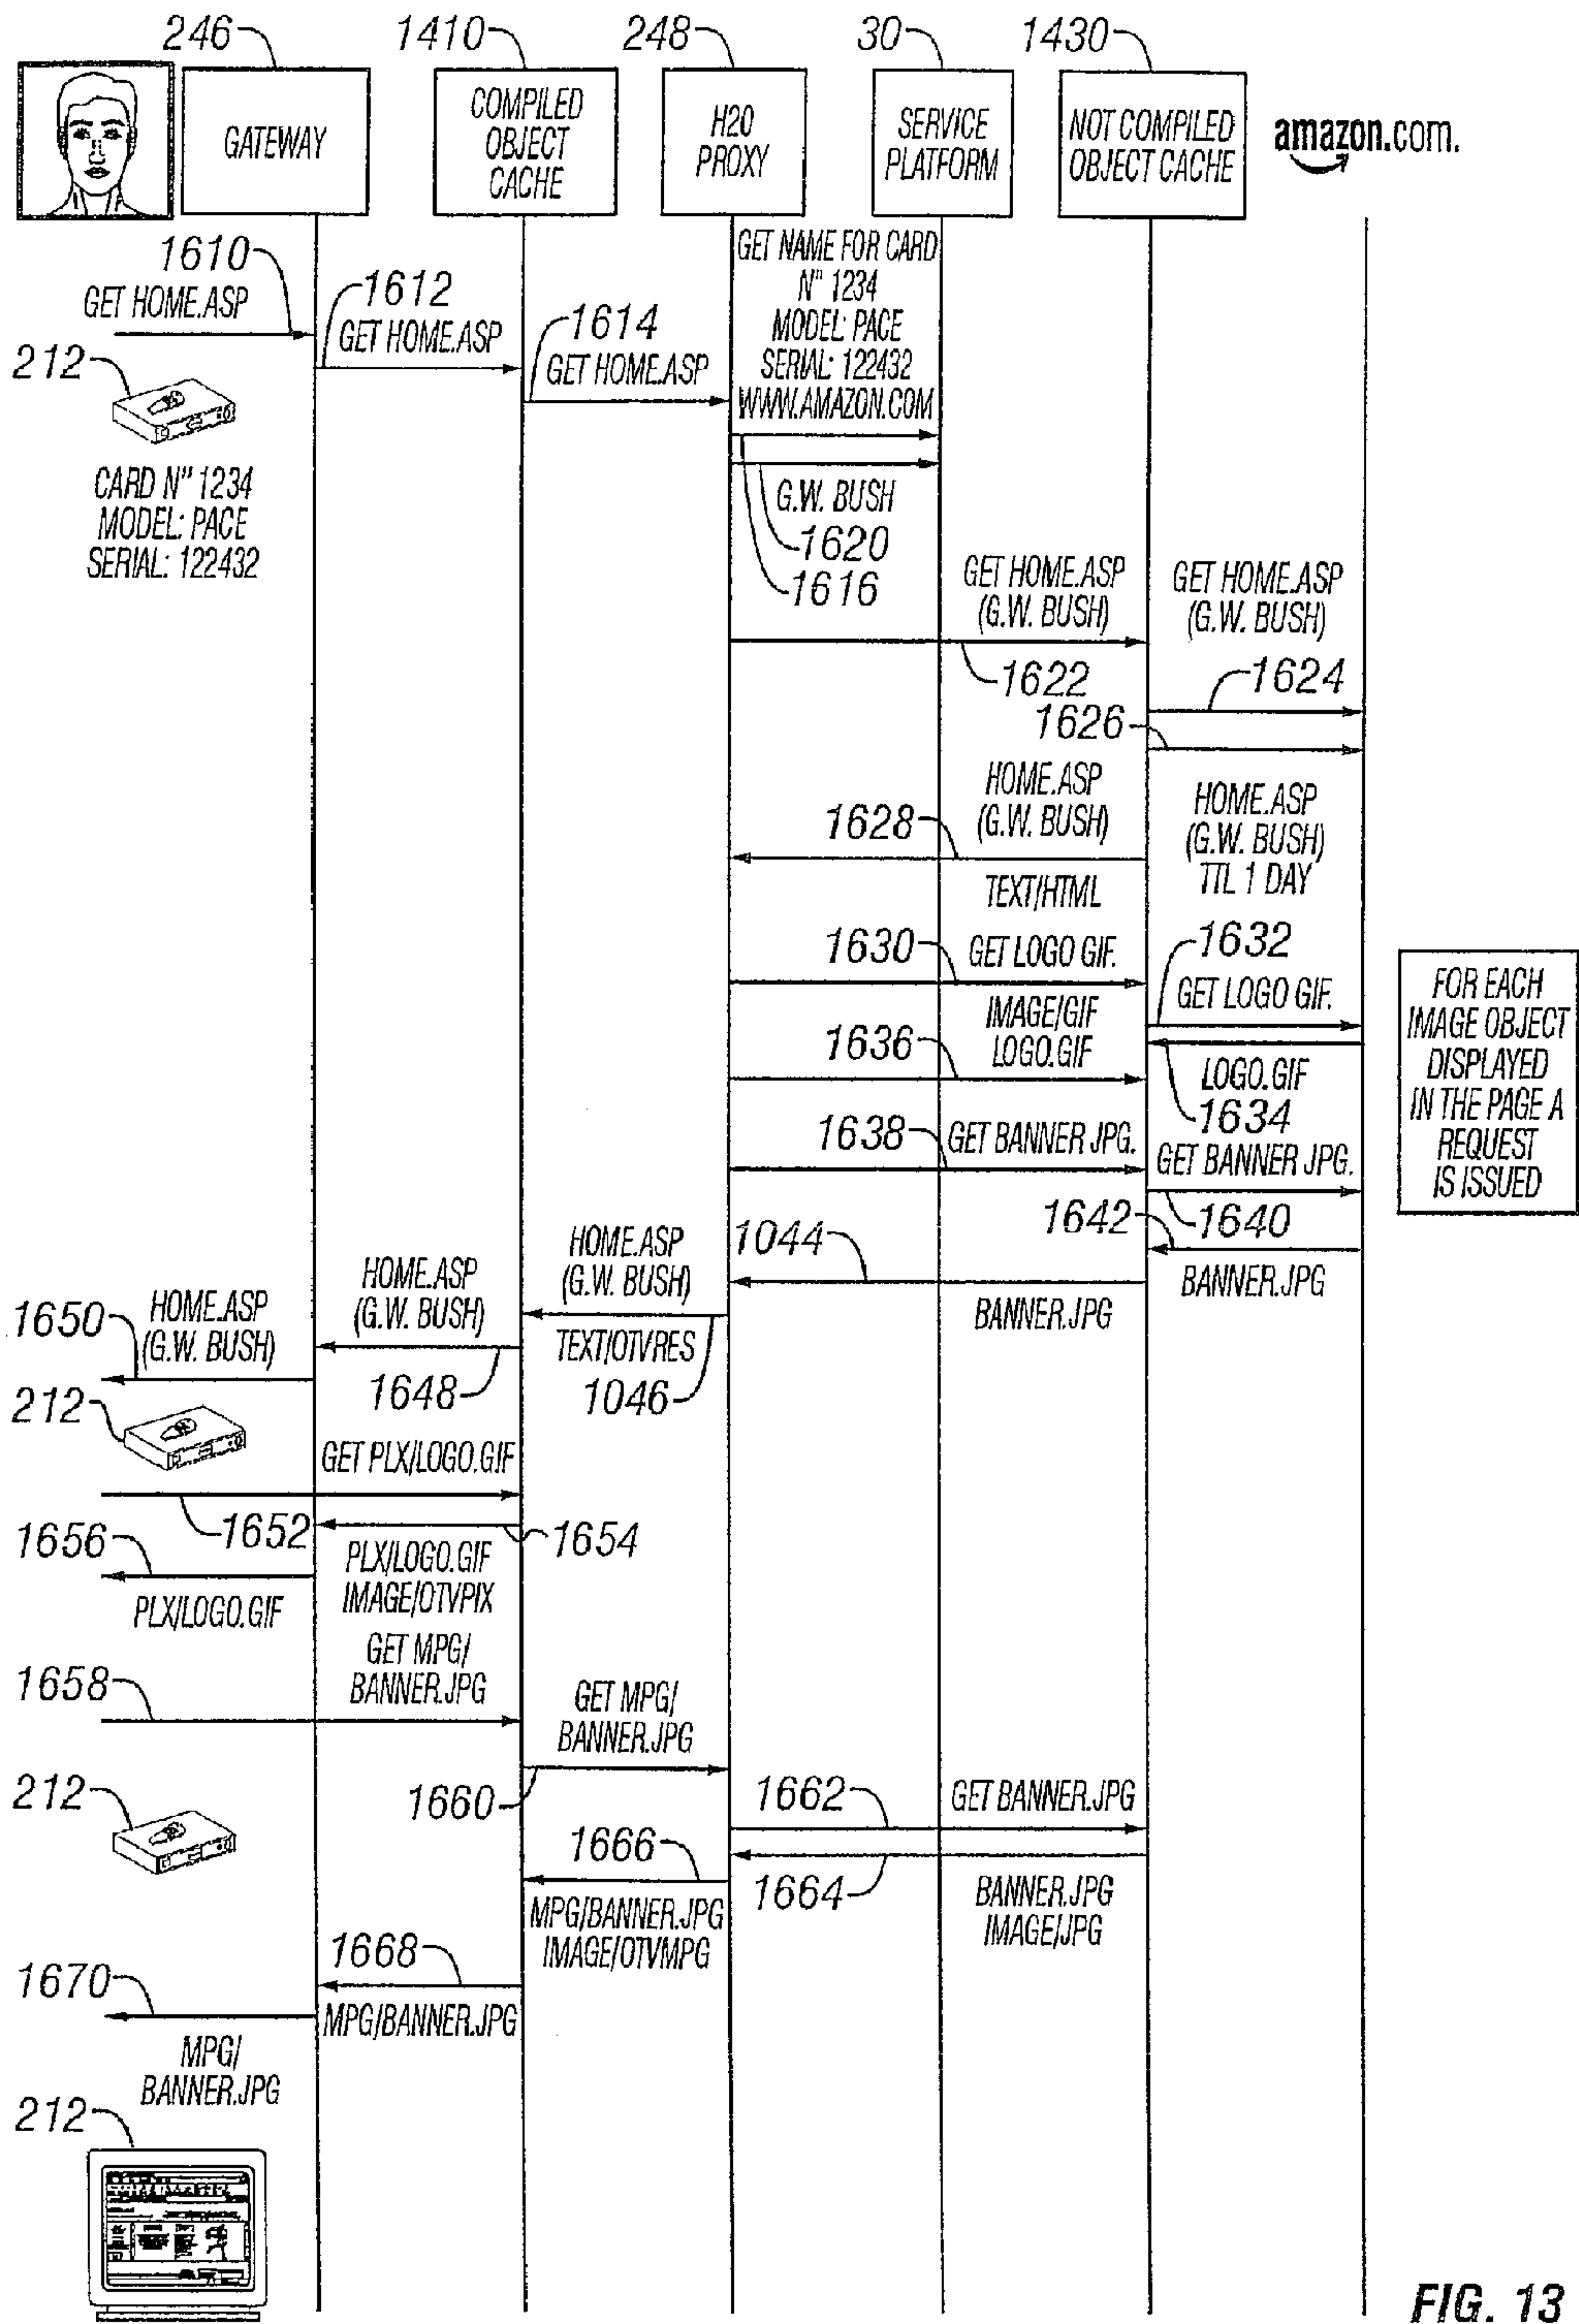 246
1410
248
30
1430
GATEWAY
COMPILED
OBJECT
CACHE
H20
PROXY
SERVICE
PLATFORM
NOT COMPILED
OBJECT CACHE
amazon.com.
1610
GET HOME.ASP
1612
GET HOME.ASP
1614
GET HOME.ASP
GET NAME FOR CARD
N" 1234
MODEL: PACE
SERIAL: 122432
WWW.AMAZON.COM
212
CARD N" 1234
MODEL: PACE
SERIAL: 122432
G.W. BUSH
1620
1616
GET HOME.ASP
(G.W. BUSH)
1622
GET HOME.ASP
(G.W. BUSH)
1624
1626
HOME.ASP
(G.W. BUSH)
1628
TEXT/HTML
HOME.ASP
(G.W. BUSH)
TTL 1 DAY
1630
GET LOGO GIF.
1632
GET LOGO GIF.
IMAGE/GIF
LOGO.GIF
1636
LOGO.GIF
1634
1638
GET BANNER JPG.
GET BANNER JPG.
1640
1642
BANNER.JPG
FOR EACH
IMAGE OBJECT
DISPLAYED
IN THE PAGE A
REQUEST
IS ISSUED
1044
BANNER.JPG
HOME.ASP
(G.W. BUSH)
TEXT/OTVRES
1046
HOME.ASP
(G.W. BUSH)
1648
HOME.ASP
(G.W. BUSH)
1650
212
GET PLX/LOGO.GIF
1652
1654
PLX/LOGO.GIF
IMAGE/OTVPIX
1656
PLX/LOGO.GIF
GET MPG/
BANNER.JPG
1658
GET MPG/
BANNER.JPG
1660
212
1662
GET BANNER.JPG
1664
BANNER.JPG
IMAGE/JPG
1666
MPG/BANNER.JPG
IMAGE/OTVMPG
1668
MPG/BANNER.JPG
1670
MPG/
BANNER.JPG
212
FIG. 13